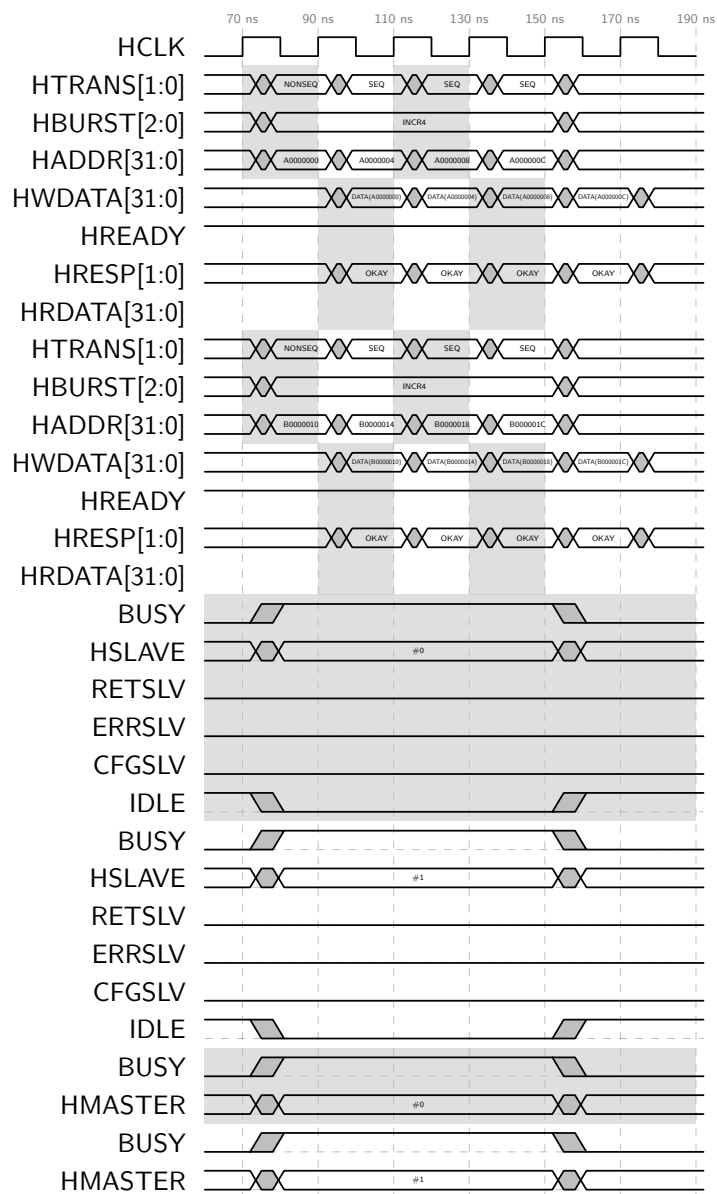 70 ns 90 ns 110 ns 130 ns 150 ns 170 ns 190 ns
HCLK
HTRANS[1:0] NONSEQ SEQ SEQ SEQ
HBURST[2:0] INCR4
HADDR[31:0] A0000000 A0000004 A0000008 A000000C
HWDATA[31:0] DATA(A0000000) DATA(A0000004) DATA(A0000008) DATA(A000000C)
HREADY
HRESP[1:0] OKAY OKAY OKAY OKAY
HRDATA[31:0]
HTRANS[1:0] NONSEQ SEQ SEQ SEQ
HBURST[2:0] INCR4
HADDR[31:0] B0000010 B0000014 B0000018 B000001C
HWDATA[31:0] DATA(B0000010) DATA(B0000014) DATA(B0000018) DATA(B000001C)
HREADY
HRESP[1:0] OKAY OKAY OKAY OKAY
HRDATA[31:0]
BUSY
HSLAVE #0
RETSLV
ERRSLV
CFGSLV
IDLE
BUSY
HSLAVE #1
RETSLV
ERRSLV
CFGSLV
IDLE
BUSY
HMASTER #0
BUSY
HMASTER #1